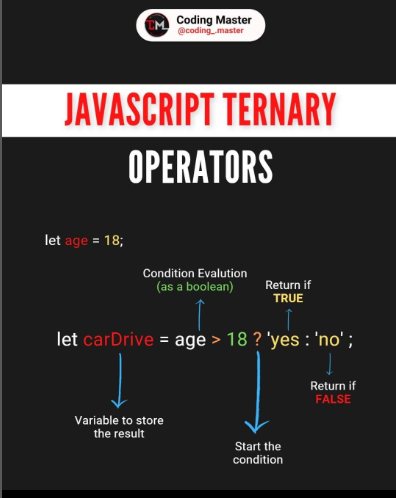 Coding Master
@coding_.master
JAVASCRIPT TERNARY
OPERATORS
let age = 18;
Condition Evalution
(as a boolean)
Return if
TRUE
let carDrive = age > 18 ? 'yes : 'no' ;
Return if
FALSE
Variable to store
the result
Start the
condition